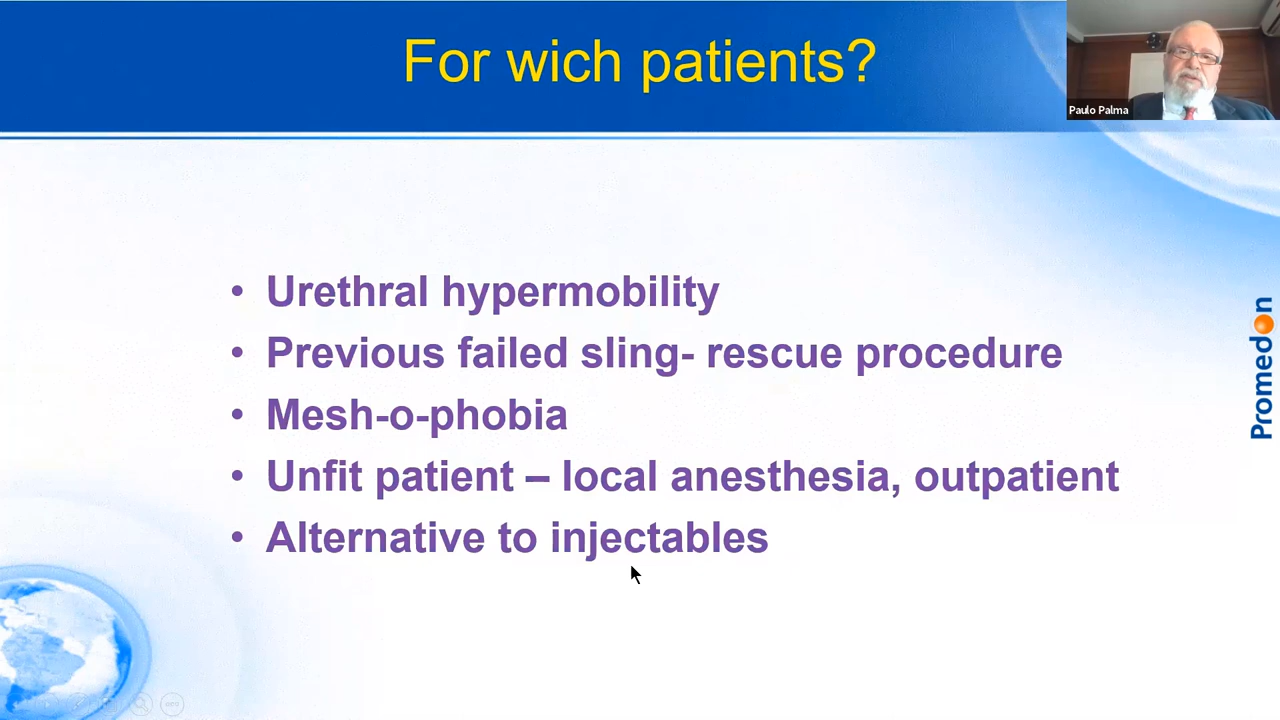 For wich patients?
Paulo Palma
• Urethral hypermobility
• Previous failed sling- rescue procedure
• Mesh-o-phobia
• Unfit patient – local anesthesia, outpatient
• Alternative to injectables
Promedon